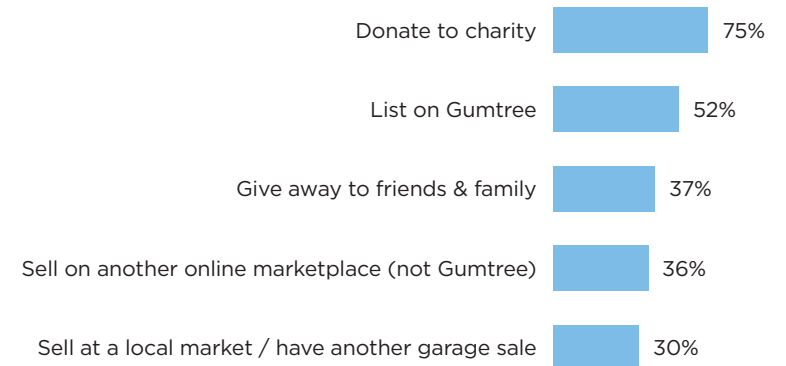 Donate to charity 75%
List on Gumtree 52%
Give away to friends & family 37%
Sell on another online marketplace (not Gumtree) 36%
Sell at a local market / have another garage sale 30%